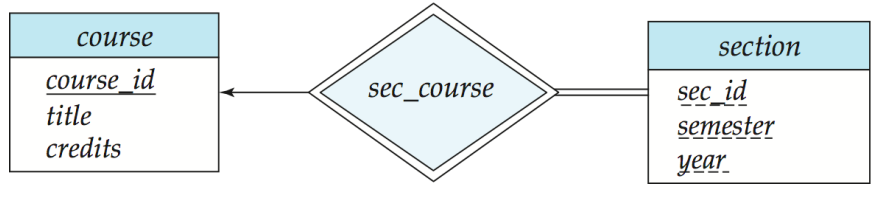 course
course_id
title
credits
sec_course
section
sec_id
semester
year